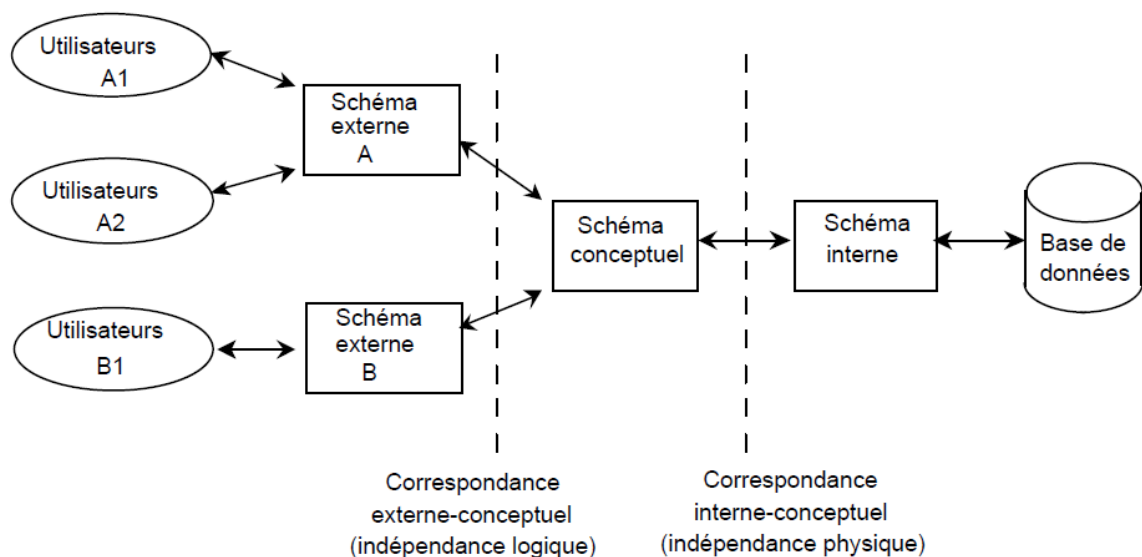 Utilisateurs
A1
Schéma
externe
A
Utilisateurs
A2
Schéma
conceptuel
Schéma
interne
Base de
données
Utilisateurs
B1
Schéma
externe
B
Correspondance
externe-conceptuel
(indépendance logique)
Correspondance
interne-conceptuel
(indépendance physique)